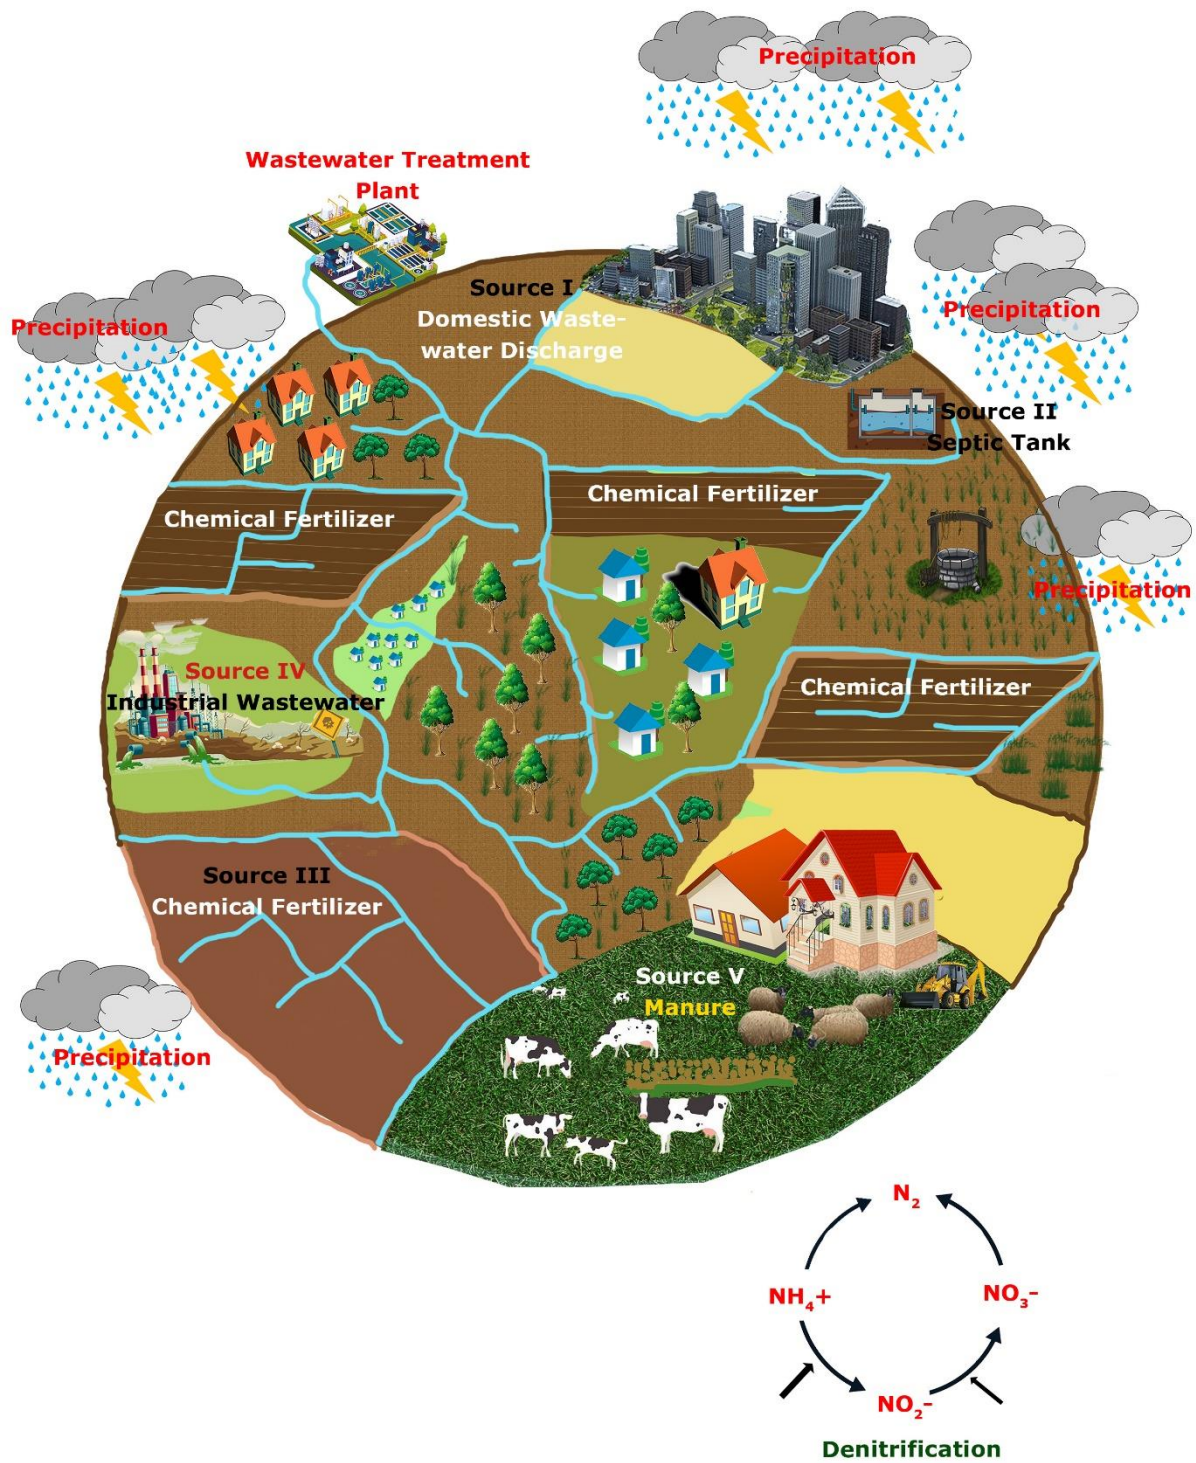 Precipitation
Wastewater Treatment
Plant
Source I
Domestic Waste-
water Discharge
Precipitation
Precipitation
Source II
Septic Tank
Chemical Fertilizer
Chemical Fertilizer
Precipitation
Source IV
Industrial Wastewater
Chemical Fertilizer
Source III
Chemical Fertilizer
Source V
Manure
Precipitation
N₂
NH₄+
NO₃-
NO₂-
Denitrification